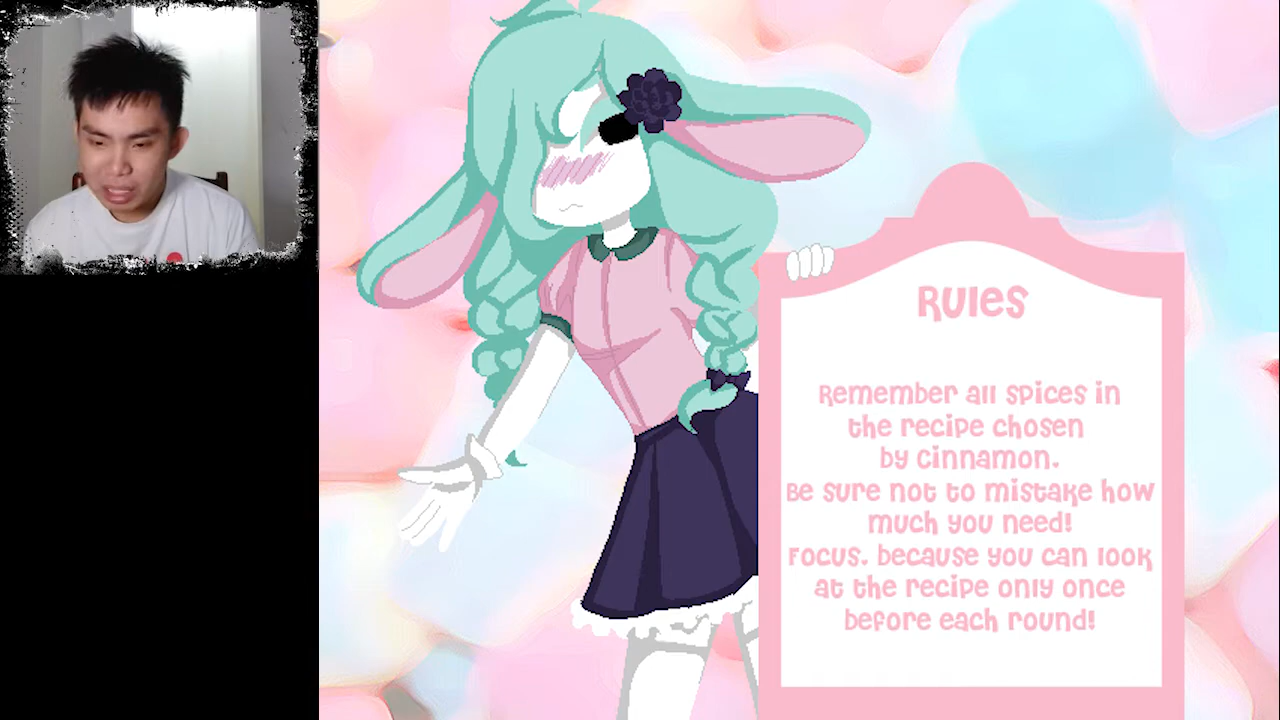 Rules
Remember all spices in
the recipe chosen
by cinnamon.
Be sure not to mistake how
much you need!
Focus. because you can look
at the recipe only once
before each round!